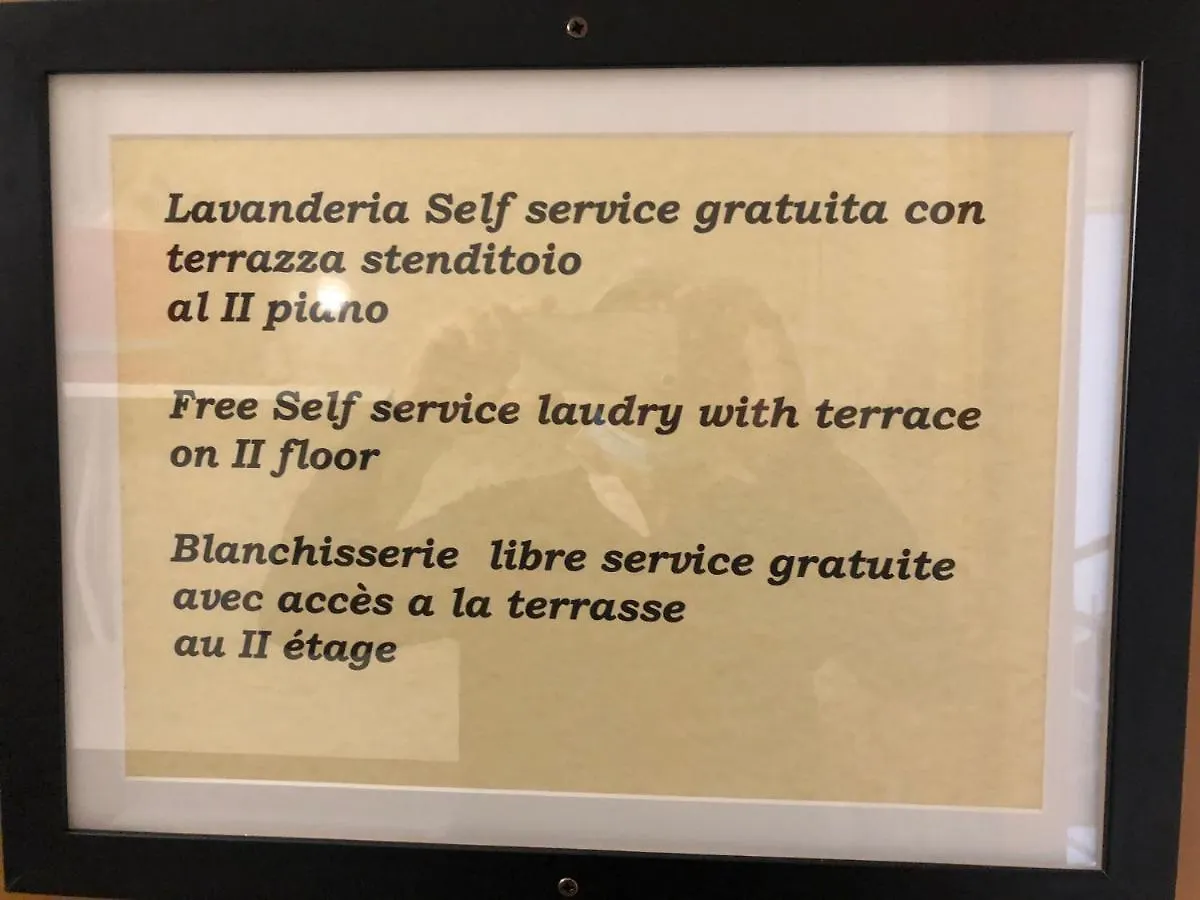 Lavanderia Self service gratuita con
terrazza stenditoio
al II piano
Free Self service laudry with terrace
on II floor
Blanchisserie libre service gratuite
avec accès a la terrasse
au II étage